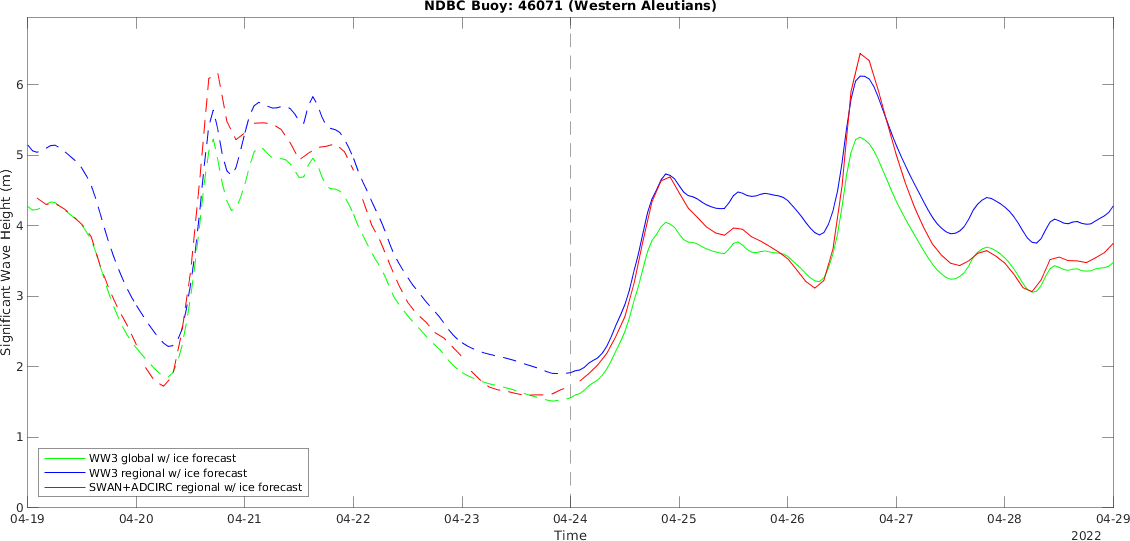 NDBC Buoy: 46071 (Western Aleutians)
Significant Wave Height (m)
6
5
4
3
2
1
0
WW3 global w/ ice forecast
WW3 regional w/ ice forecast
SWAN+ADCIRC regional w/ ice forecast
04-19 04-20 04-21 04-22 04-23 04-24 04-25 04-26 04-27 04-28 04-29
Time
2022